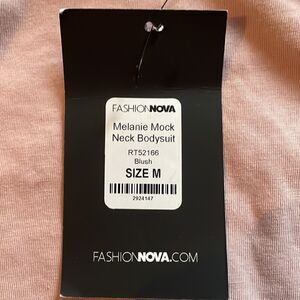 FASHIONNOVA
Melanie Mock
Neck Bodysuit
RT52166
Blush
SIZE M
2924147
FASHIONNOVA.COM